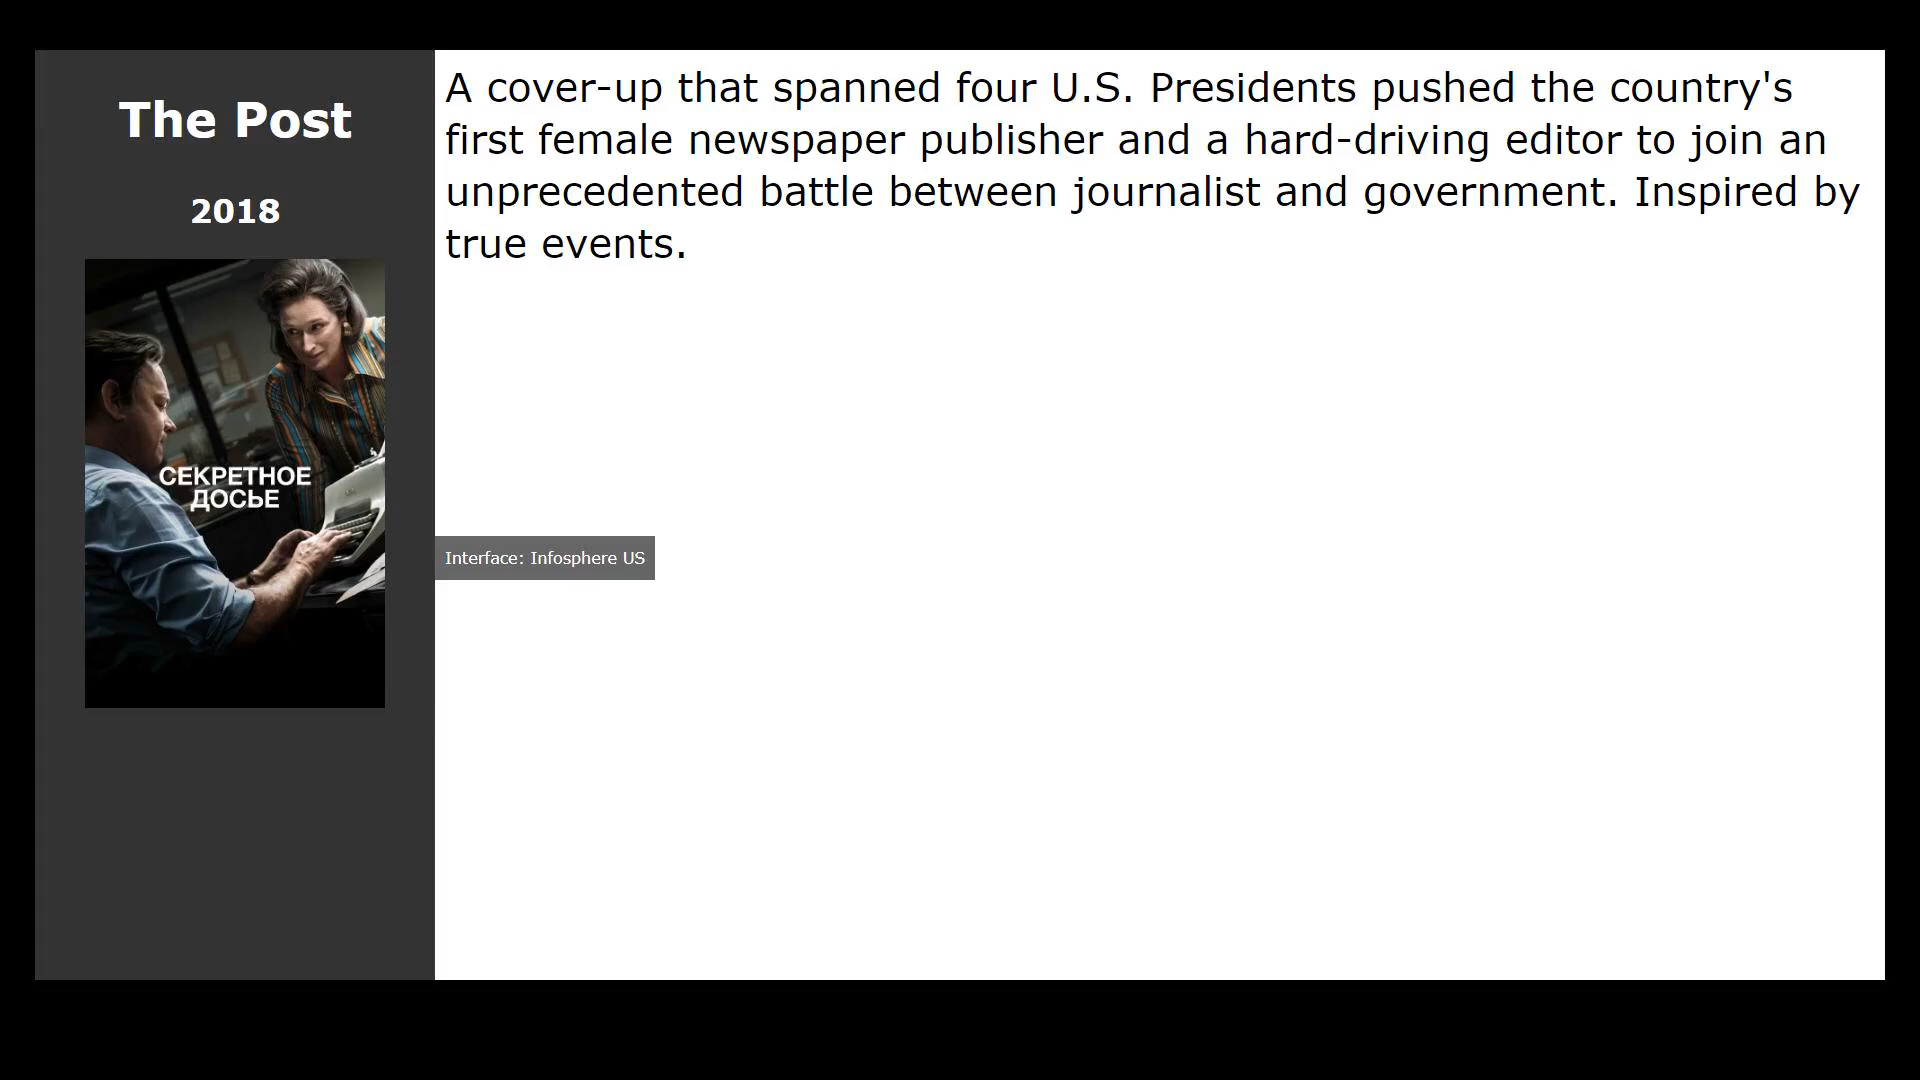 The Post
2018
СЕКРЕТНОЕ
ДОСЬЕ
A cover-up that spanned four U.S. Presidents pushed the country's
first female newspaper publisher and a hard-driving editor to join an
unprecedented battle between journalist and government. Inspired by
true events.
Interface: Infosphere US